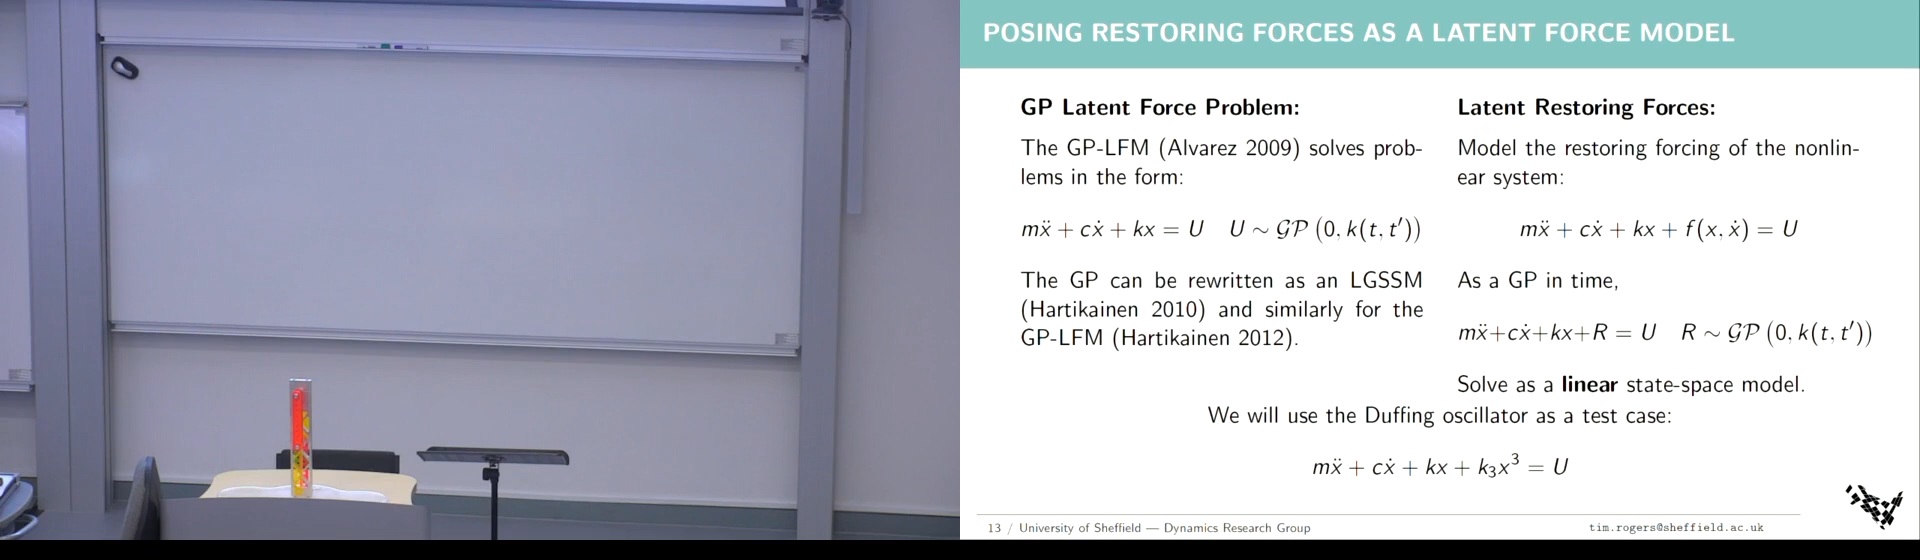 POSING RESTORING FORCES AS A LATENT FORCE MODEL
GP Latent Force Problem:
The GP-LFM (Alvarez 2009) solves prob-
lems in the form:
mẍ + cẋ + kx = U U ∼ 𝒢𝒫 (0, k(t, t′))
The GP can be rewritten as an LGSSM
(Hartikainen 2010) and similarly for the
GP-LFM (Hartikainen 2012).
Latent Restoring Forces:
Model the restoring forcing of the nonlin-
ear system:
mẍ + cẋ + kx + f(x, ẋ) = U
As a GP in time,
mẍ+cẋ+kx+R = U R ∼ 𝒢𝒫 (0, k(t, t′))
Solve as a linear state-space model.
We will use the Duffing oscillator as a test case:
mẍ + cẋ + kx + k₃x³ = U
13 / University of Sheffield — Dynamics Research Group
tim.rogers@sheffield.ac.uk